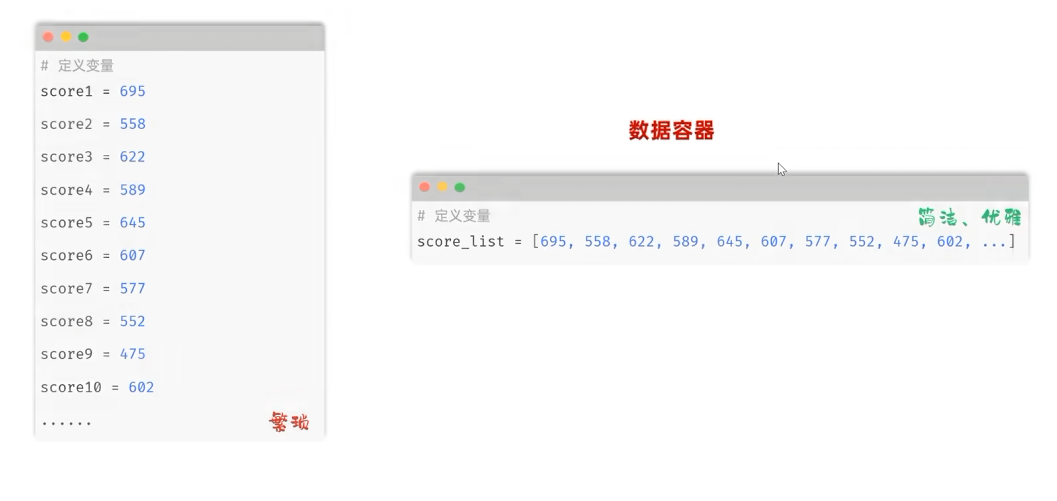 # 定义变量
score1 = 695
score2 = 558
score3 = 622
score4 = 589
score5 = 645
score6 = 607
score7 = 577
score8 = 552
score9 = 475
score10 = 602
......
繁琐
数据容器
# 定义变量
简洁、优雅
score_list = [695, 558, 622, 589, 645, 607, 577, 552, 475, 602, ...]